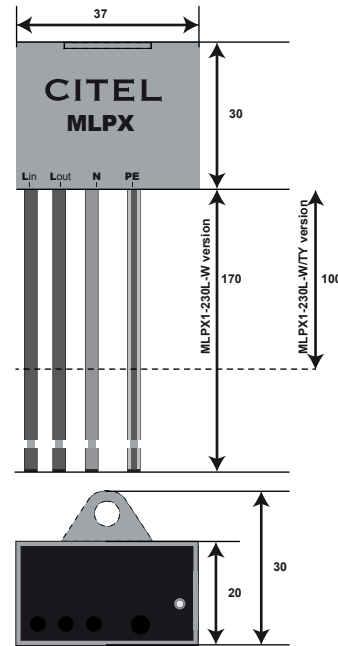 37
CITEL
MLPX
30
Lin Lout N PE
MLPX1-230L-W version
170
MLPX1-230L-W/TY version
100
30
20